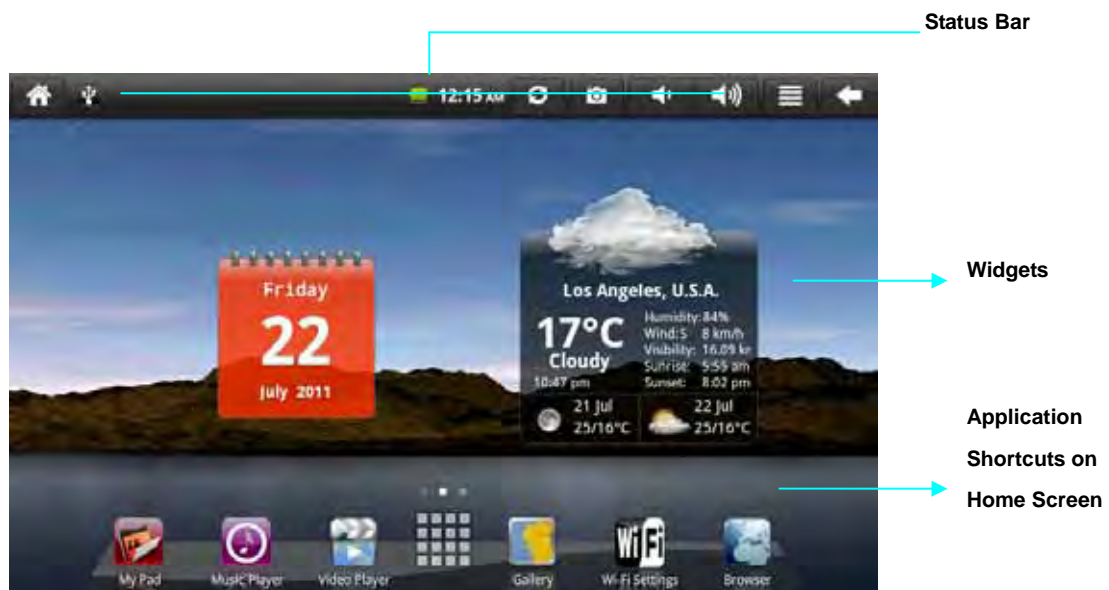 Status Bar
12:15 AM
Widgets
Friday
22
July 2011
Los Angeles, U.S.A.
17°C
Cloudy
10:47 pm
Humidity: 84%
Wind: S 8 km/h
Visibility: 16.09
Sunrise: 5:55 am
Sunset: 8:02 pm
21 Jul
25/16°C
22 Jul
25/16°C
Application
Shortcuts on
Home Screen
WiFi
My Pad
Music Player
Video Player
Gallery
Wi-Fi Settings
Browser